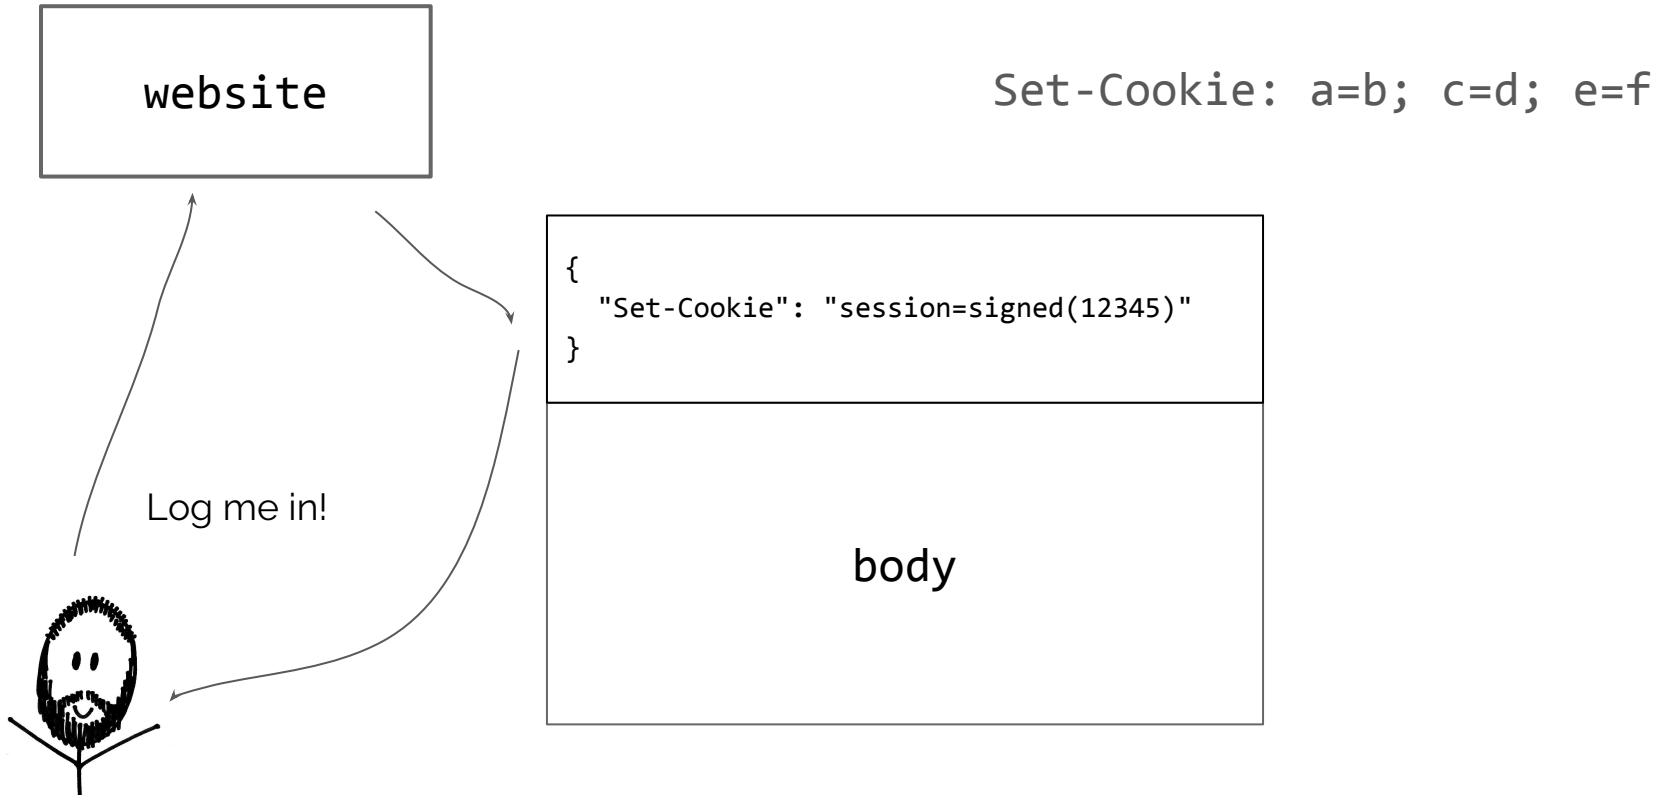 website
Set-Cookie: a=b; c=d; e=f
{
"Set-Cookie": "session=signed(12345)"
}
Log me in!
body